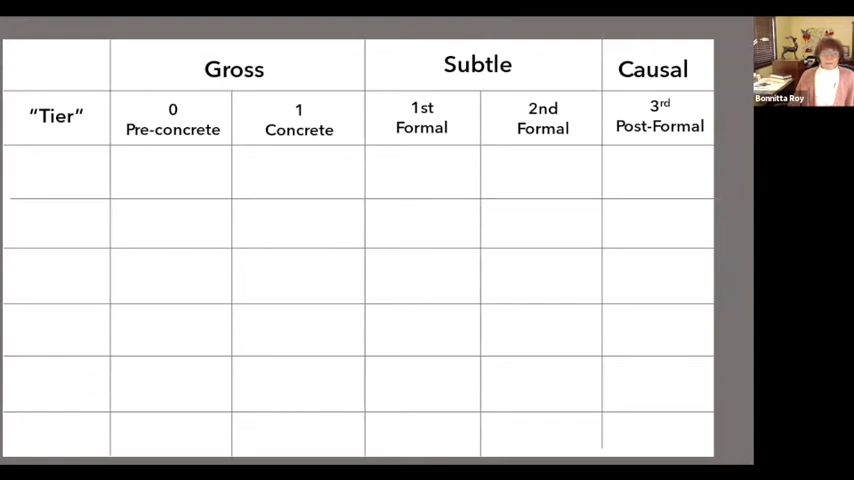 Gross
Subtle
Causal
"Tier"
0
Pre-concrete
1
Concrete
1st
Formal
2nd
Formal
3rd
Post-Formal
Bonnitta Roy